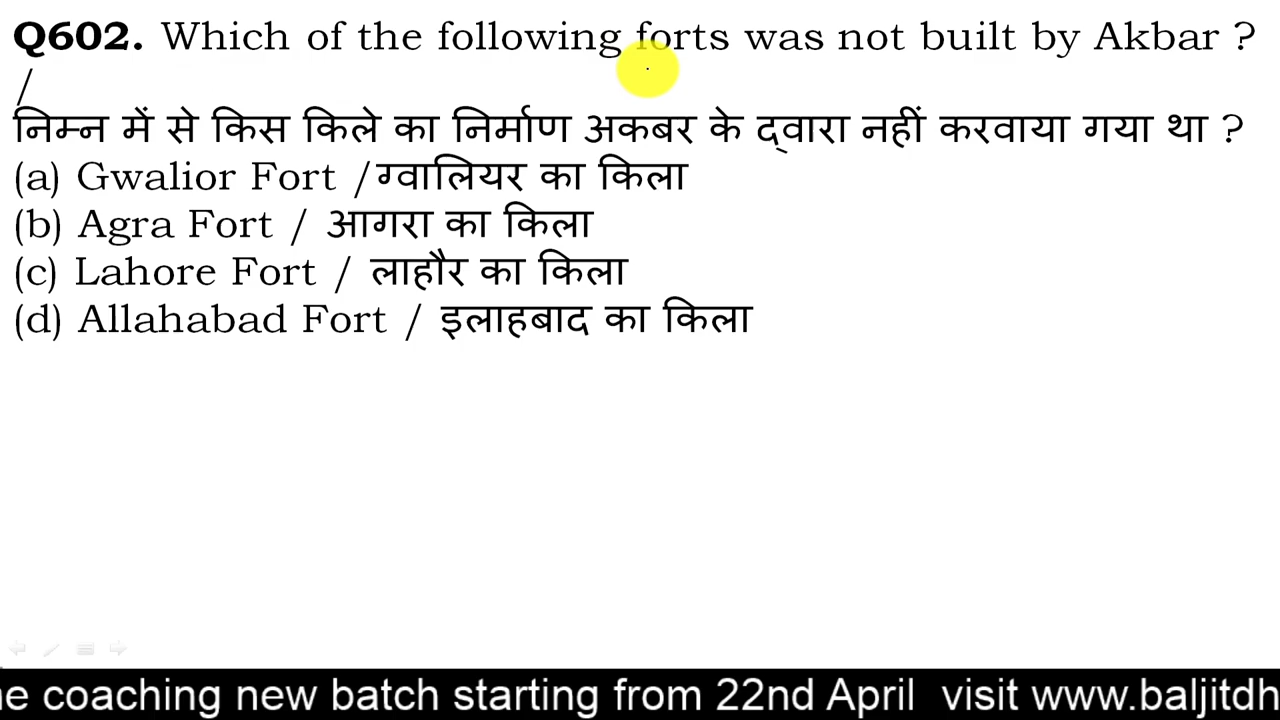 Q602. Which of the following forts was not built by Akbar ?
/
निम्न में से किस किले का निर्माण अकबर के द्वारा नहीं करवाया गया था ?
(a) Gwalior Fort /ग्वालियर का किला
(b) Agra Fort / आगरा का किला
(c) Lahore Fort / लाहौर का किला
(d) Allahabad Fort / इलाहबाद का किला
e coaching new batch starting from 22nd April visit www.baljitdh